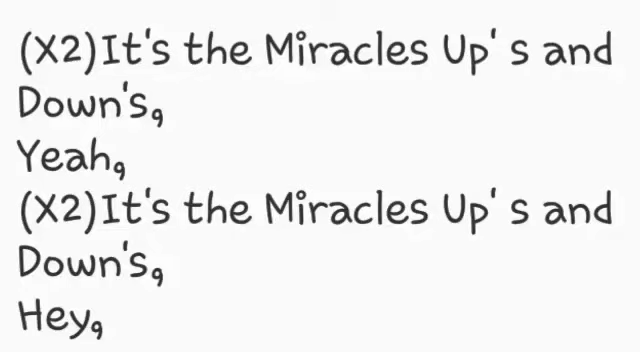 (X2)It's the Miracles Up' s and
Down's,
Yeah,
(X2)It's the Miracles Up' s and
Down's,
Hey,